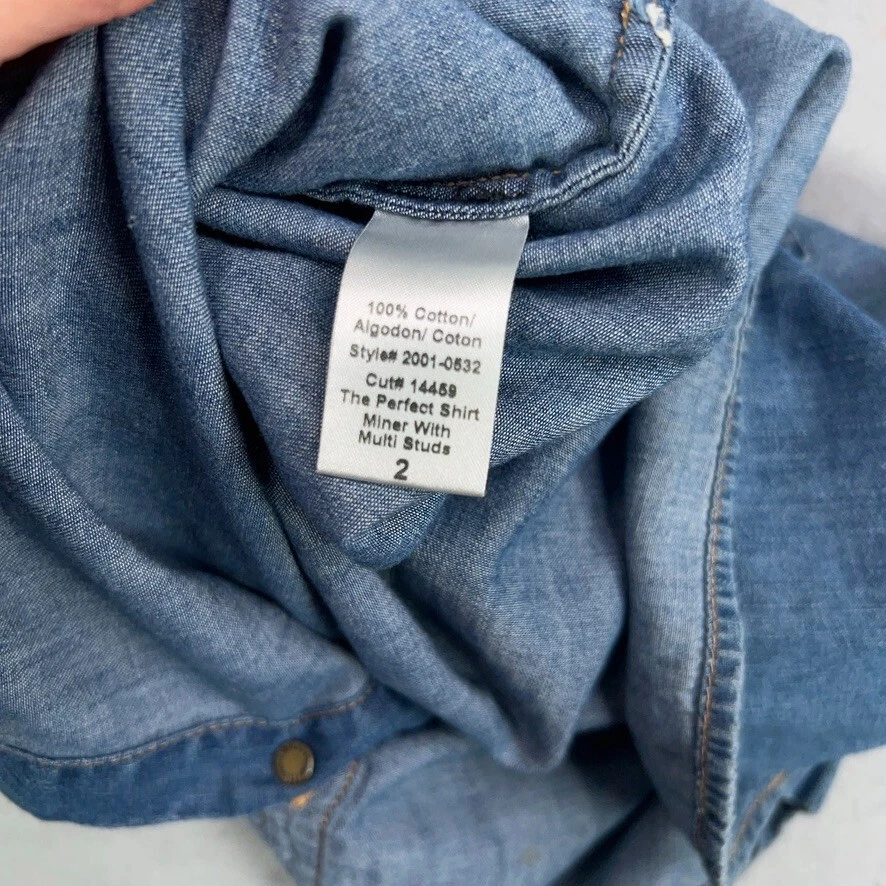 100% Cotton/
Algodon/ Coton
Style# 2001-0532
Cut# 14459
The Perfect Shirt
Miner With
Multi Studs
2